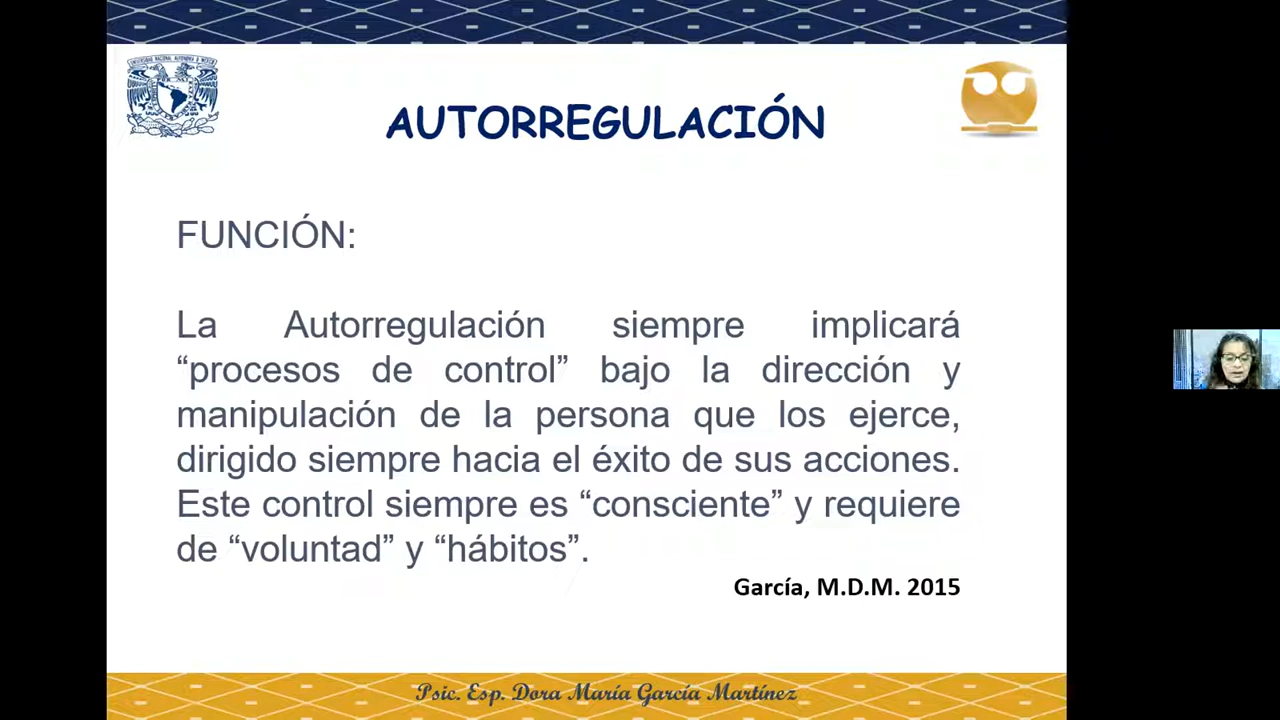 AUTORREGULACIÓN
FUNCIÓN:
La Autorregulación siempre implicará
“procesos de control” bajo la dirección y
manipulación de la persona que los ejerce,
dirigido siempre hacia el éxito de sus acciones.
Este control siempre es “consciente” y requiere
de “voluntad” y “hábitos”.
García, M.D.M. 2015
Psic. Esp. Dora María García Martínez